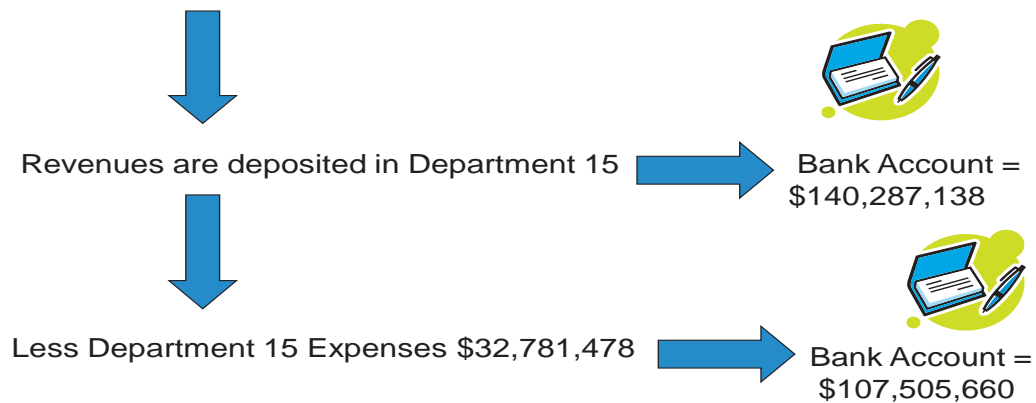 Revenues are deposited in Department 15
Bank Account =
$140,287,138
Less Department 15 Expenses $32,781,478
Bank Account =
$107,505,660